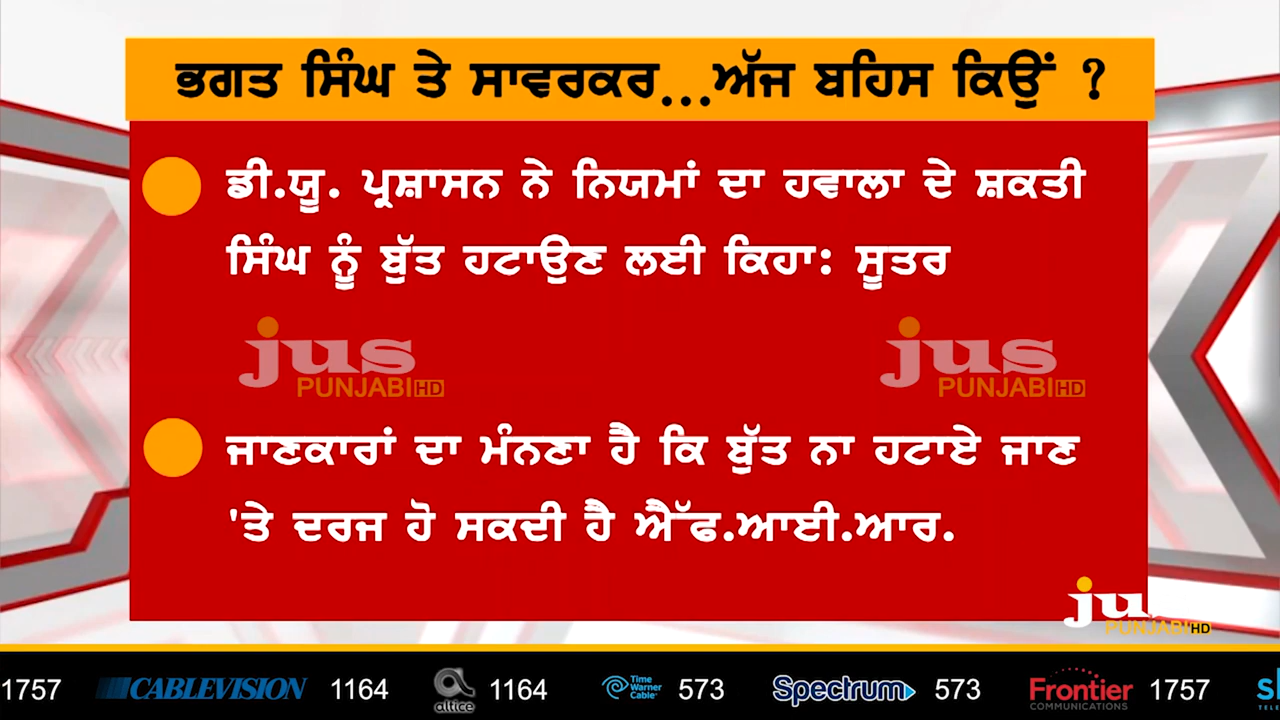 ਭਗਤ ਸਿੰਘ ਤੇ ਸਾਵਰਕਰ...ਅੱਜ ਬਹਿਸ ਕਿਉਂ ?
ਡੀ.ਯੂ. ਪ੍ਰਸ਼ਾਸਨ ਨੇ ਨਿਯਮਾਂ ਦਾ ਹਵਾਲਾ ਦੇ ਸ਼ਕਤੀ
ਸਿੰਘ ਨੂੰ ਬੁੱਤ ਹਟਾਉਣ ਲਈ ਕਿਹਾ: ਸੂਤਰ
jus PUNJABI HD jus PUNJABI HD
ਜਾਣਕਾਰਾਂ ਦਾ ਮੰਨਣਾ ਹੈ ਕਿ ਬੁੱਤ ਨਾ ਹਟਾਏ ਜਾਣ
'ਤੇ ਦਰਜ ਹੋ ਸਕਦੀ ਹੈ ਐੱਫ.ਆਈ.ਆਰ.
jus PUNJABI HD
1757 CABLEVISION 1164 altice 1164 Time Warner Cable 573 Spectrum 573 Frontier COMMUNICATIONS 1757